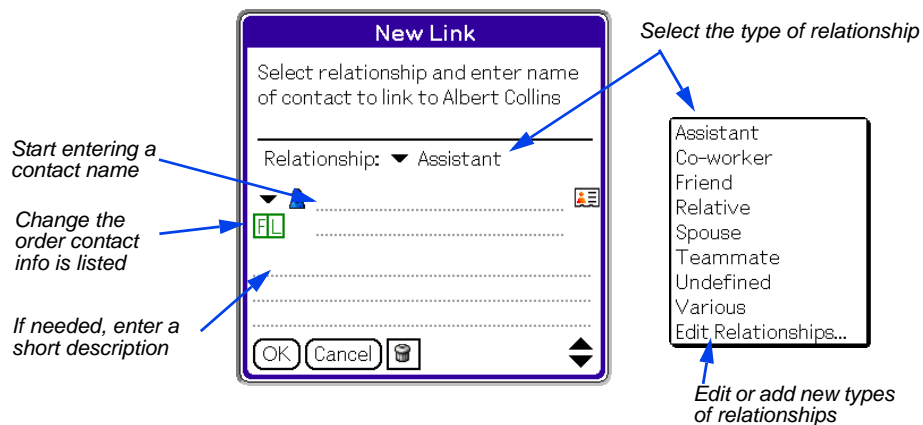 New Link
Select the type of relationship
Select relationship and enter name
of contact to link to Albert Collins
Start entering a
contact name
Relationship: Assistant
Change the
order contact
info is listed
FL
If needed, enter a
short description
OK Cancel
Assistant
Co-worker
Friend
Relative
Spouse
Teammate
Undefined
Various
Edit Relationships...
Edit or add new types
of relationships